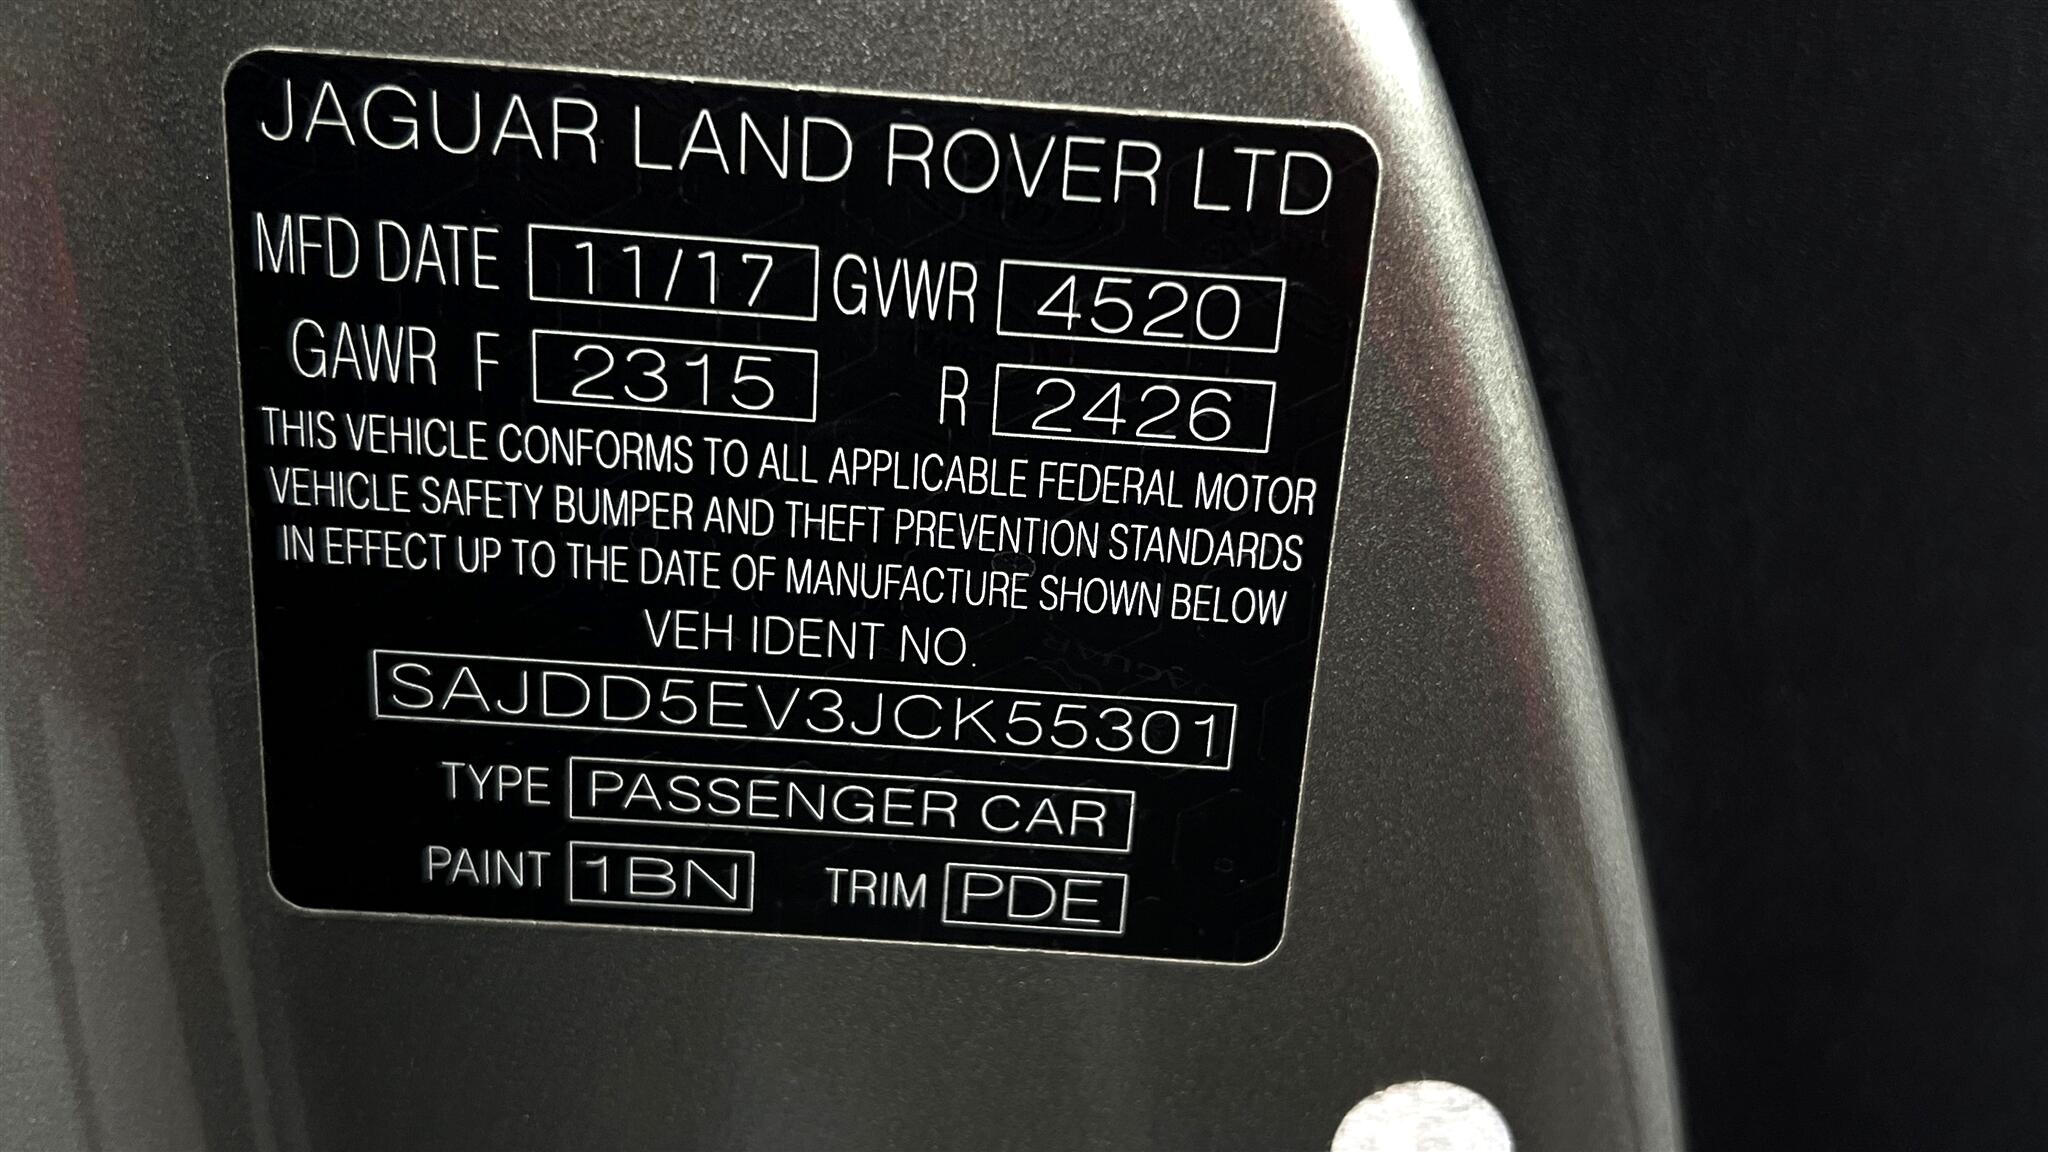 JAGUAR LAND ROVER LTD
MFD DATE 11/17 GVWR 4520
GAWR F 2315 R 2426
THIS VEHICLE CONFORMS TO ALL APPLICABLE FEDERAL MOTOR
VEHICLE SAFETY BUMPER AND THEFT PREVENTION STANDARDS
IN EFFECT UP TO THE DATE OF MANUFACTURE SHOWN BELOW
VEH IDENT NO.
SAJDD5EV3JCK55301
TYPE PASSENGER CAR
PAINT 1BN TRIM PDE